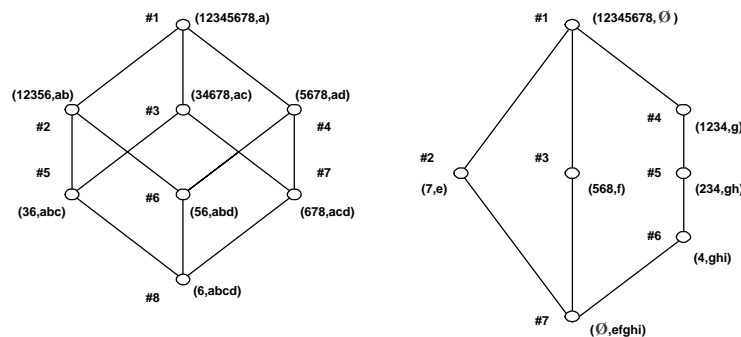 #1 (12345678,a)
(12356,ab) #3 (34678,ac) (5678,ad)
#2 #4
#5 #7
(36,abc) #6 (56,abd) (678,acd)
#8 (6,abcd)
#1 (12345678, Ø)
#4
(1234,g)
#2 #3 #5
(7,e) (568,f) (234,gh)
#6
(4,ghi)
#7
(Ø,efghi)